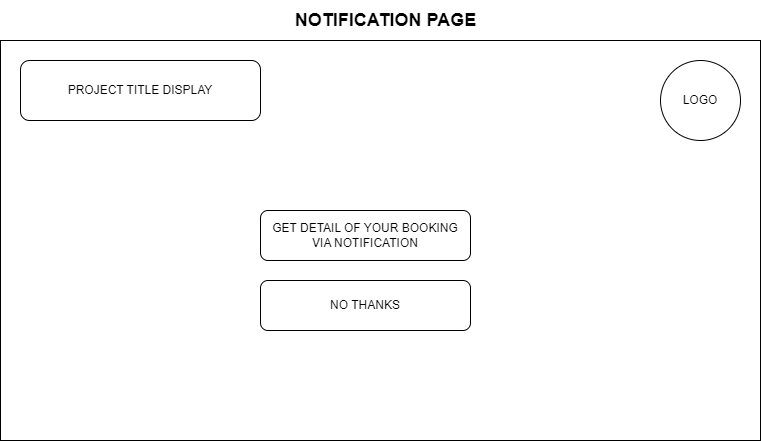 NOTIFICATION PAGE
PROJECT TITLE DISPLAY
LOGO
GET DETAIL OF YOUR BOOKING
VIA NOTIFICATION
NO THANKS